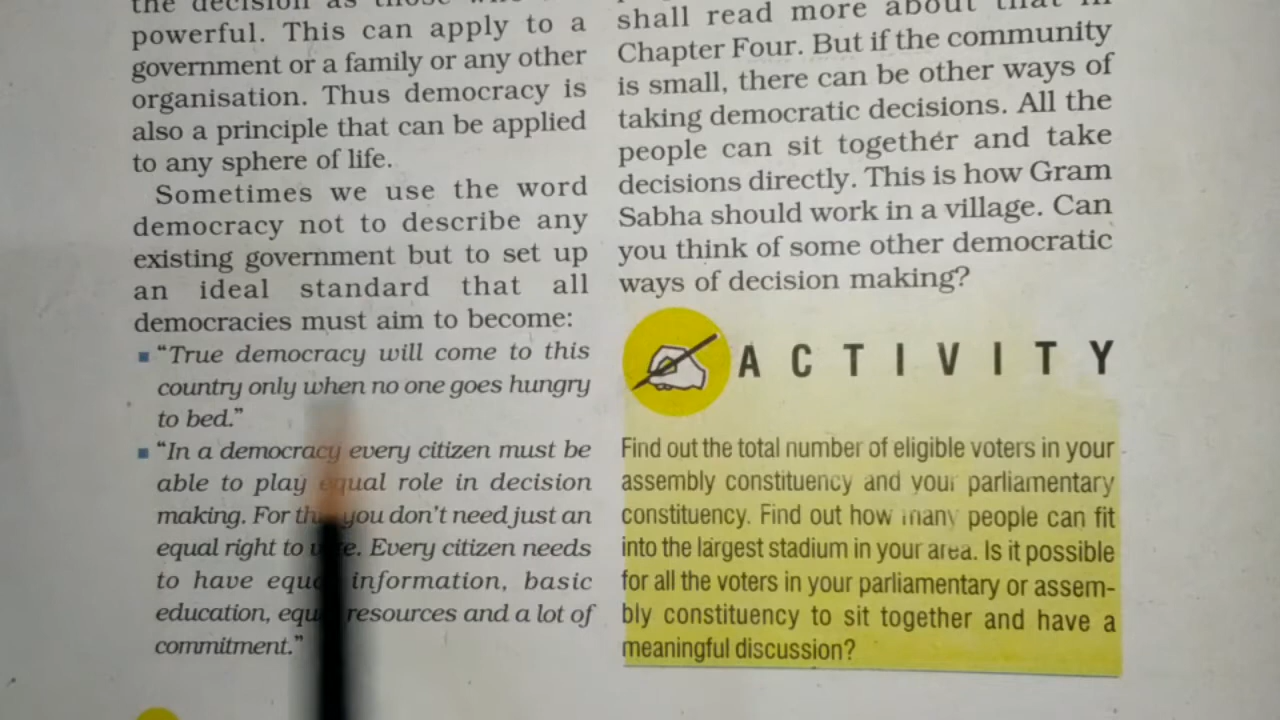 the decision as those
powerful. This can apply to a
government or a family or any other
organisation. Thus democracy is
also a principle that can be applied
to any sphere of life.
Sometimes we use the word
democracy not to describe any
existing government but to set up
an ideal standard that all
democracies must aim to become:
"True democracy will come to this
country only when no one goes hungry
to bed."
"In a democracy every citizen must be
able to play equal role in decision
making. For this you don't need just an
equal right to vote. Every citizen needs
to have equal information, basic
education, equal resources and a lot of
commitment."
shall read more about that in
Chapter Four. But if the community
is small, there can be other ways of
taking democratic decisions. All the
people can sit together and take
decisions directly. This is how Gram
Sabha should work in a village. Can
you think of some other democratic
ways of decision making?
ACTIVITY
Find out the total number of eligible voters in your
assembly constituency and your parliamentary
constituency. Find out how many people can fit
into the largest stadium in your area. Is it possible
for all the voters in your parliamentary or assem-
bly constituency to sit together and have a
meaningful discussion?